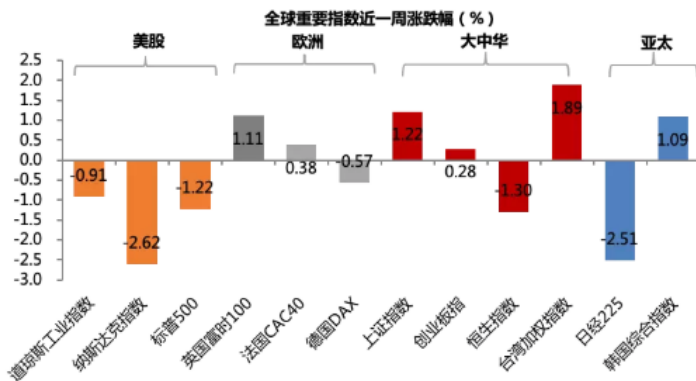 全球重要指数近一周涨跌幅（%）
美股
欧洲
大中华
亚太
2.5
2.0
1.5
1.0
0.5
0.0
-0.5
-1.0
-1.5
-2.0
-2.5
-3.0
-0.91
-2.62
-1.22
1.11
0.38
-0.57
1.22
0.28
-1.30
1.89
-2.51
1.09
道琼斯工业指数
纳斯达克指数
标普500
英国富时100
法国CAC40
德国DAX
上证指数
创业板指
恒生指数
台湾加权指数
日经225
韩国综合指数